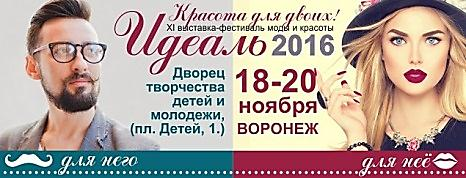 Красота для двоих!
XI выставка-фестиваль моды и красоты
Идеаль 2016
Дворец
творчества
детей и
молодежи,
(пл. Детей, 1.)
18-20
ноября
ВОРОНЕЖ
для него
для неё